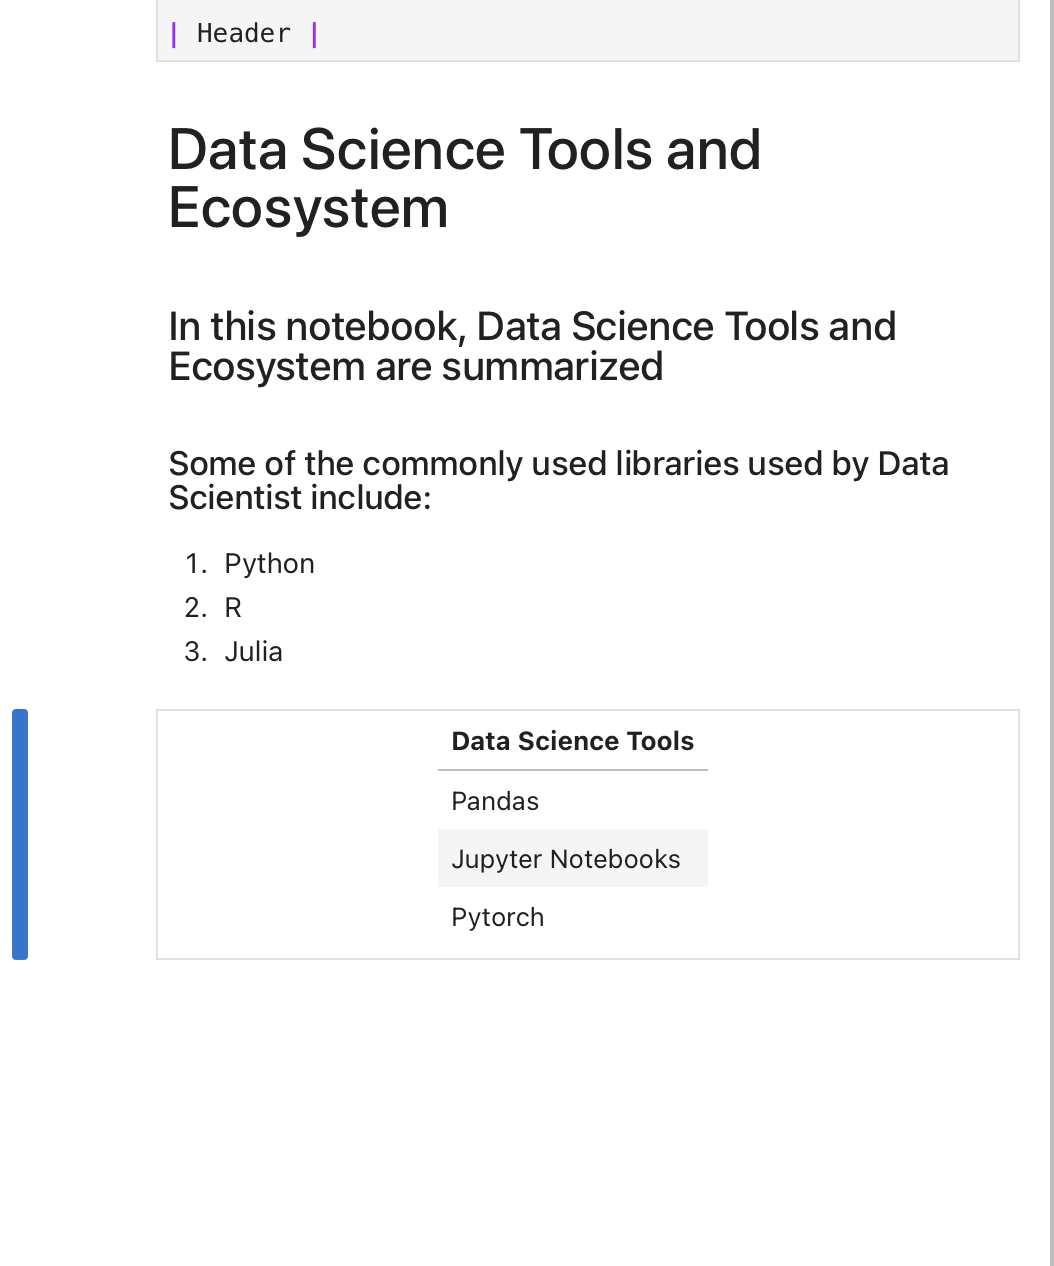 | Header |
Data Science Tools and
Ecosystem
In this notebook, Data Science Tools and
Ecosystem are summarized
Some of the commonly used libraries used by Data
Scientist include:
1. Python
2. R
3. Julia
Data Science Tools
Pandas
Jupyter Notebooks
Pytorch